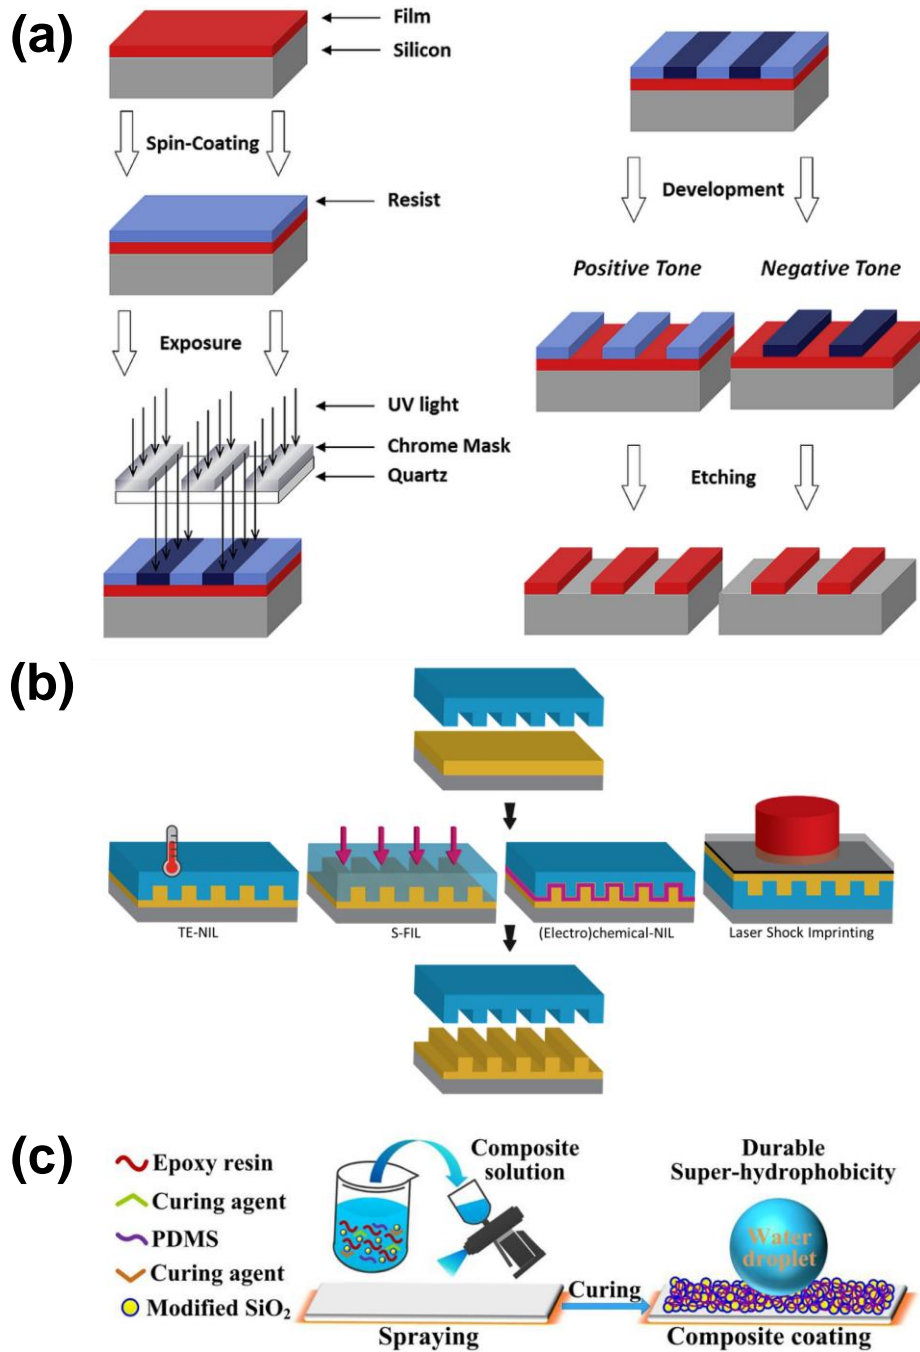 (a)
Film
Silicon
Spin-Coating
Resist
Exposure
UV light
Chrome Mask
Quartz
Development
Positive Tone
Negative Tone
Etching
(b)
TE-NIL
S-FIL
(Electro)chemical-NIL
Laser Shock Imprinting
(c)
Epoxy resin
Curing agent
PDMS
Curing agent
Modified SiO₂
Composite
solution
Spraying
Curing
Durable
Super-hydrophobicity
Water
droplet
Composite coating